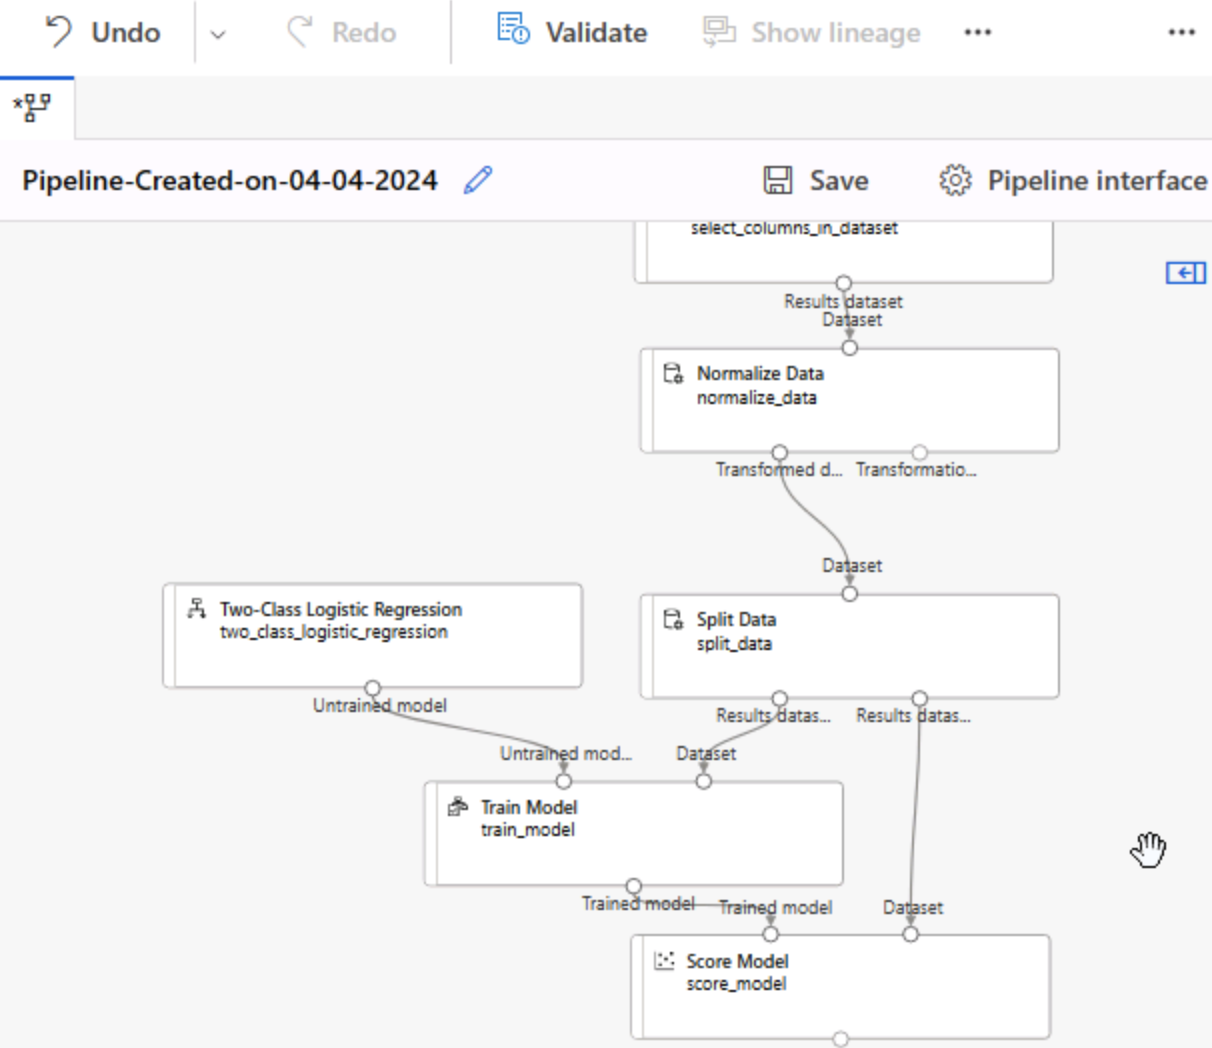 Undo
Redo
Validate
Show lineage
Pipeline-Created-on-04-04-2024
Save
Pipeline interface
select_columns_in_dataset
Results dataset
Dataset
Normalize Data
normalize_data
Transformed d...
Transformatio...
Dataset
Two-Class Logistic Regression
two_class_logistic_regression
Split Data
split_data
Untrained model
Results datas...
Results datas...
Untrained mod...
Dataset
Train Model
train_model
Trained model
Trained model
Dataset
Score Model
score_model